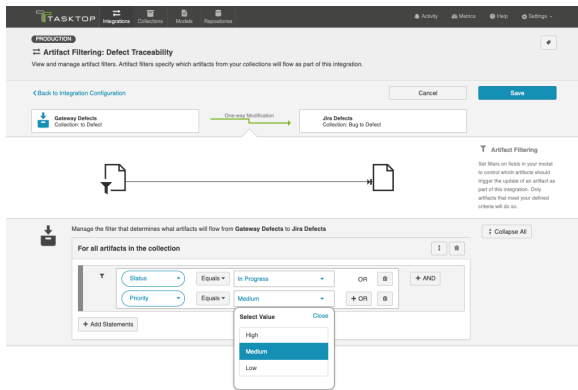 TASKTOP
Integrations
Collections
Models
Repositories
Activity
Metrics
Help
Settings
PRODUCTION
Artifact Filtering: Defect Traceability
View and manage artifact filters. Artifact filters specify which artifacts from your collections will flow as part of this integration.
Back to Integration Configuration
Cancel
Save
Gateway Defects
Collection: to Defect
One-way Modification
Jira Defects
Collection: Bug to Defect
Artifact Filtering
Set filters on fields in your model
to control which artifacts should
trigger the update of an artifact as
part of this integration. Only
artifacts that meet your defined
criteria will do so.
Manage the filter that determines what artifacts will flow from Gateway Defects to Jira Defects
Collapse All
For all artifacts in the collection
Status Equals In Progress OR + AND
Priority Equals Medium + OR
+ Add Statements
Select Value Close
High
Medium
Low